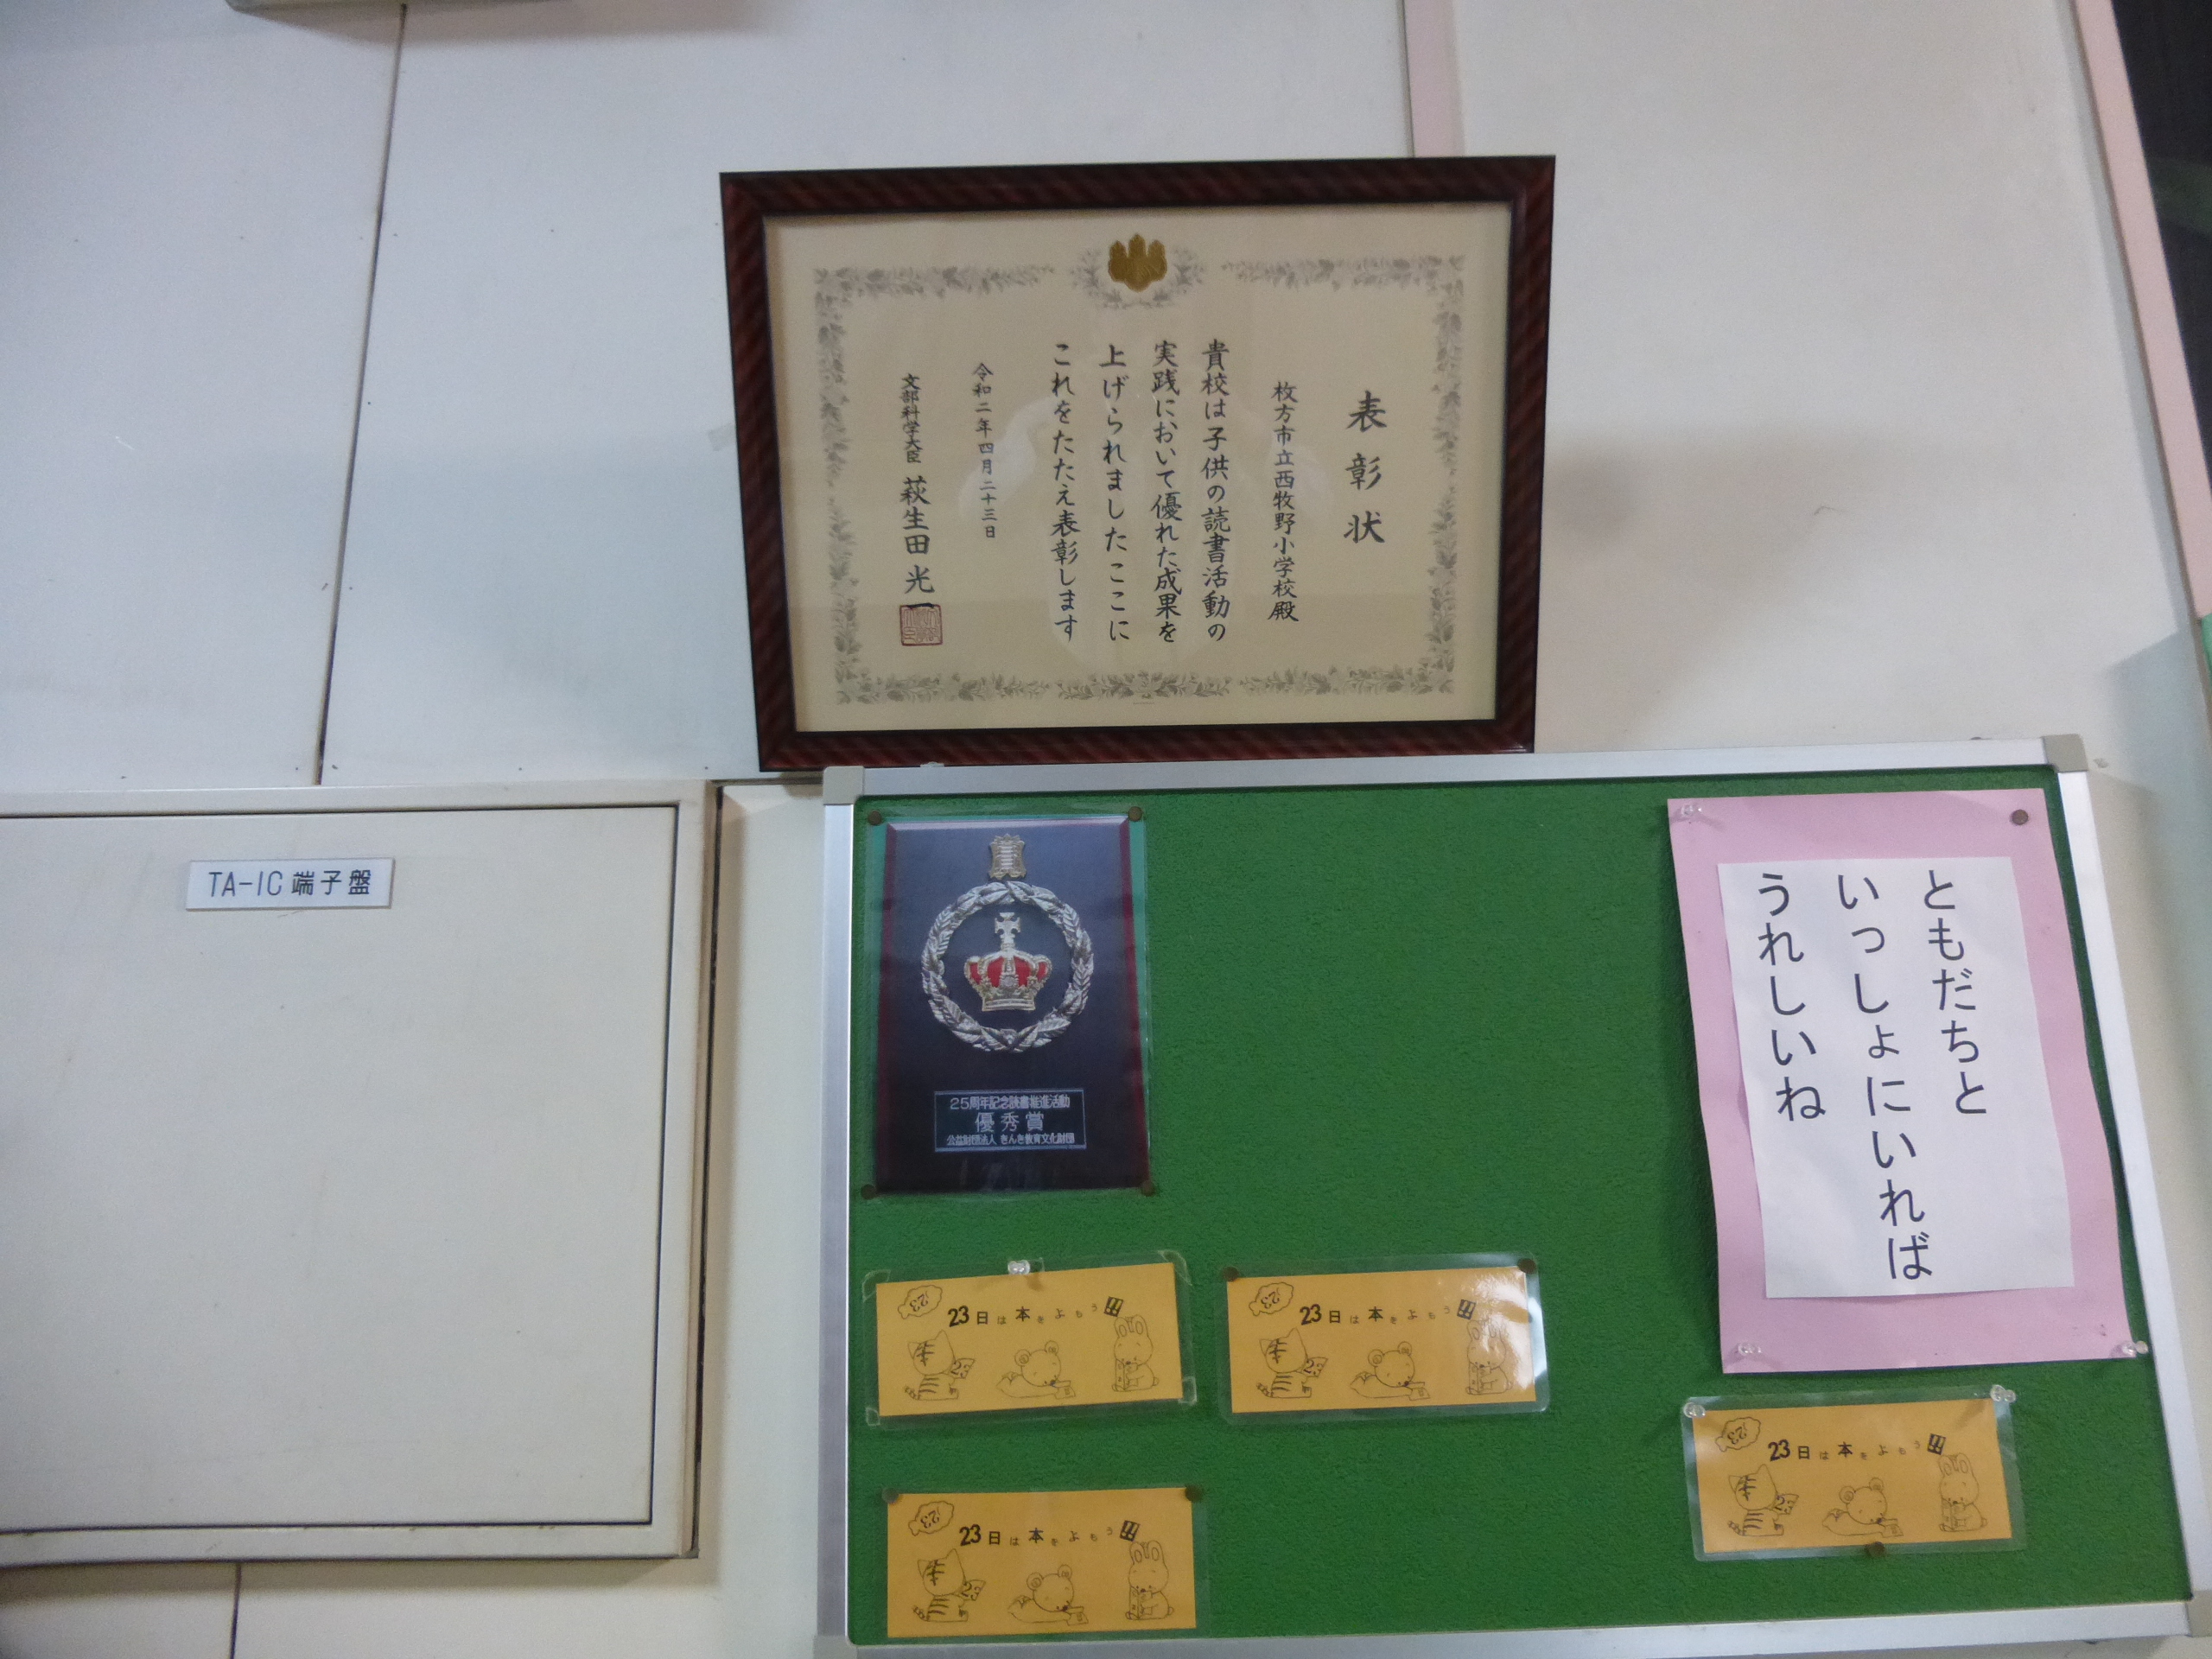 表彰状
枚方市立西牧野小学校殿
貴校は子供の読書活動の
実践において優れた成果を
上げられましたここに
これをたたえ表彰します
令和二年四月二十三日
文部科学大臣 萩生田光一
TA-1C端子盤
25周年記念読書推進活動
優秀賞
公益財団法人 きんき教育文化財団
ともだちと
いっしょにいれば
うれしいね
23
23日は本をよもう!!
23
23日は本をよもう!!
23
23日は本をよもう!!
23
23日は本をよもう!!